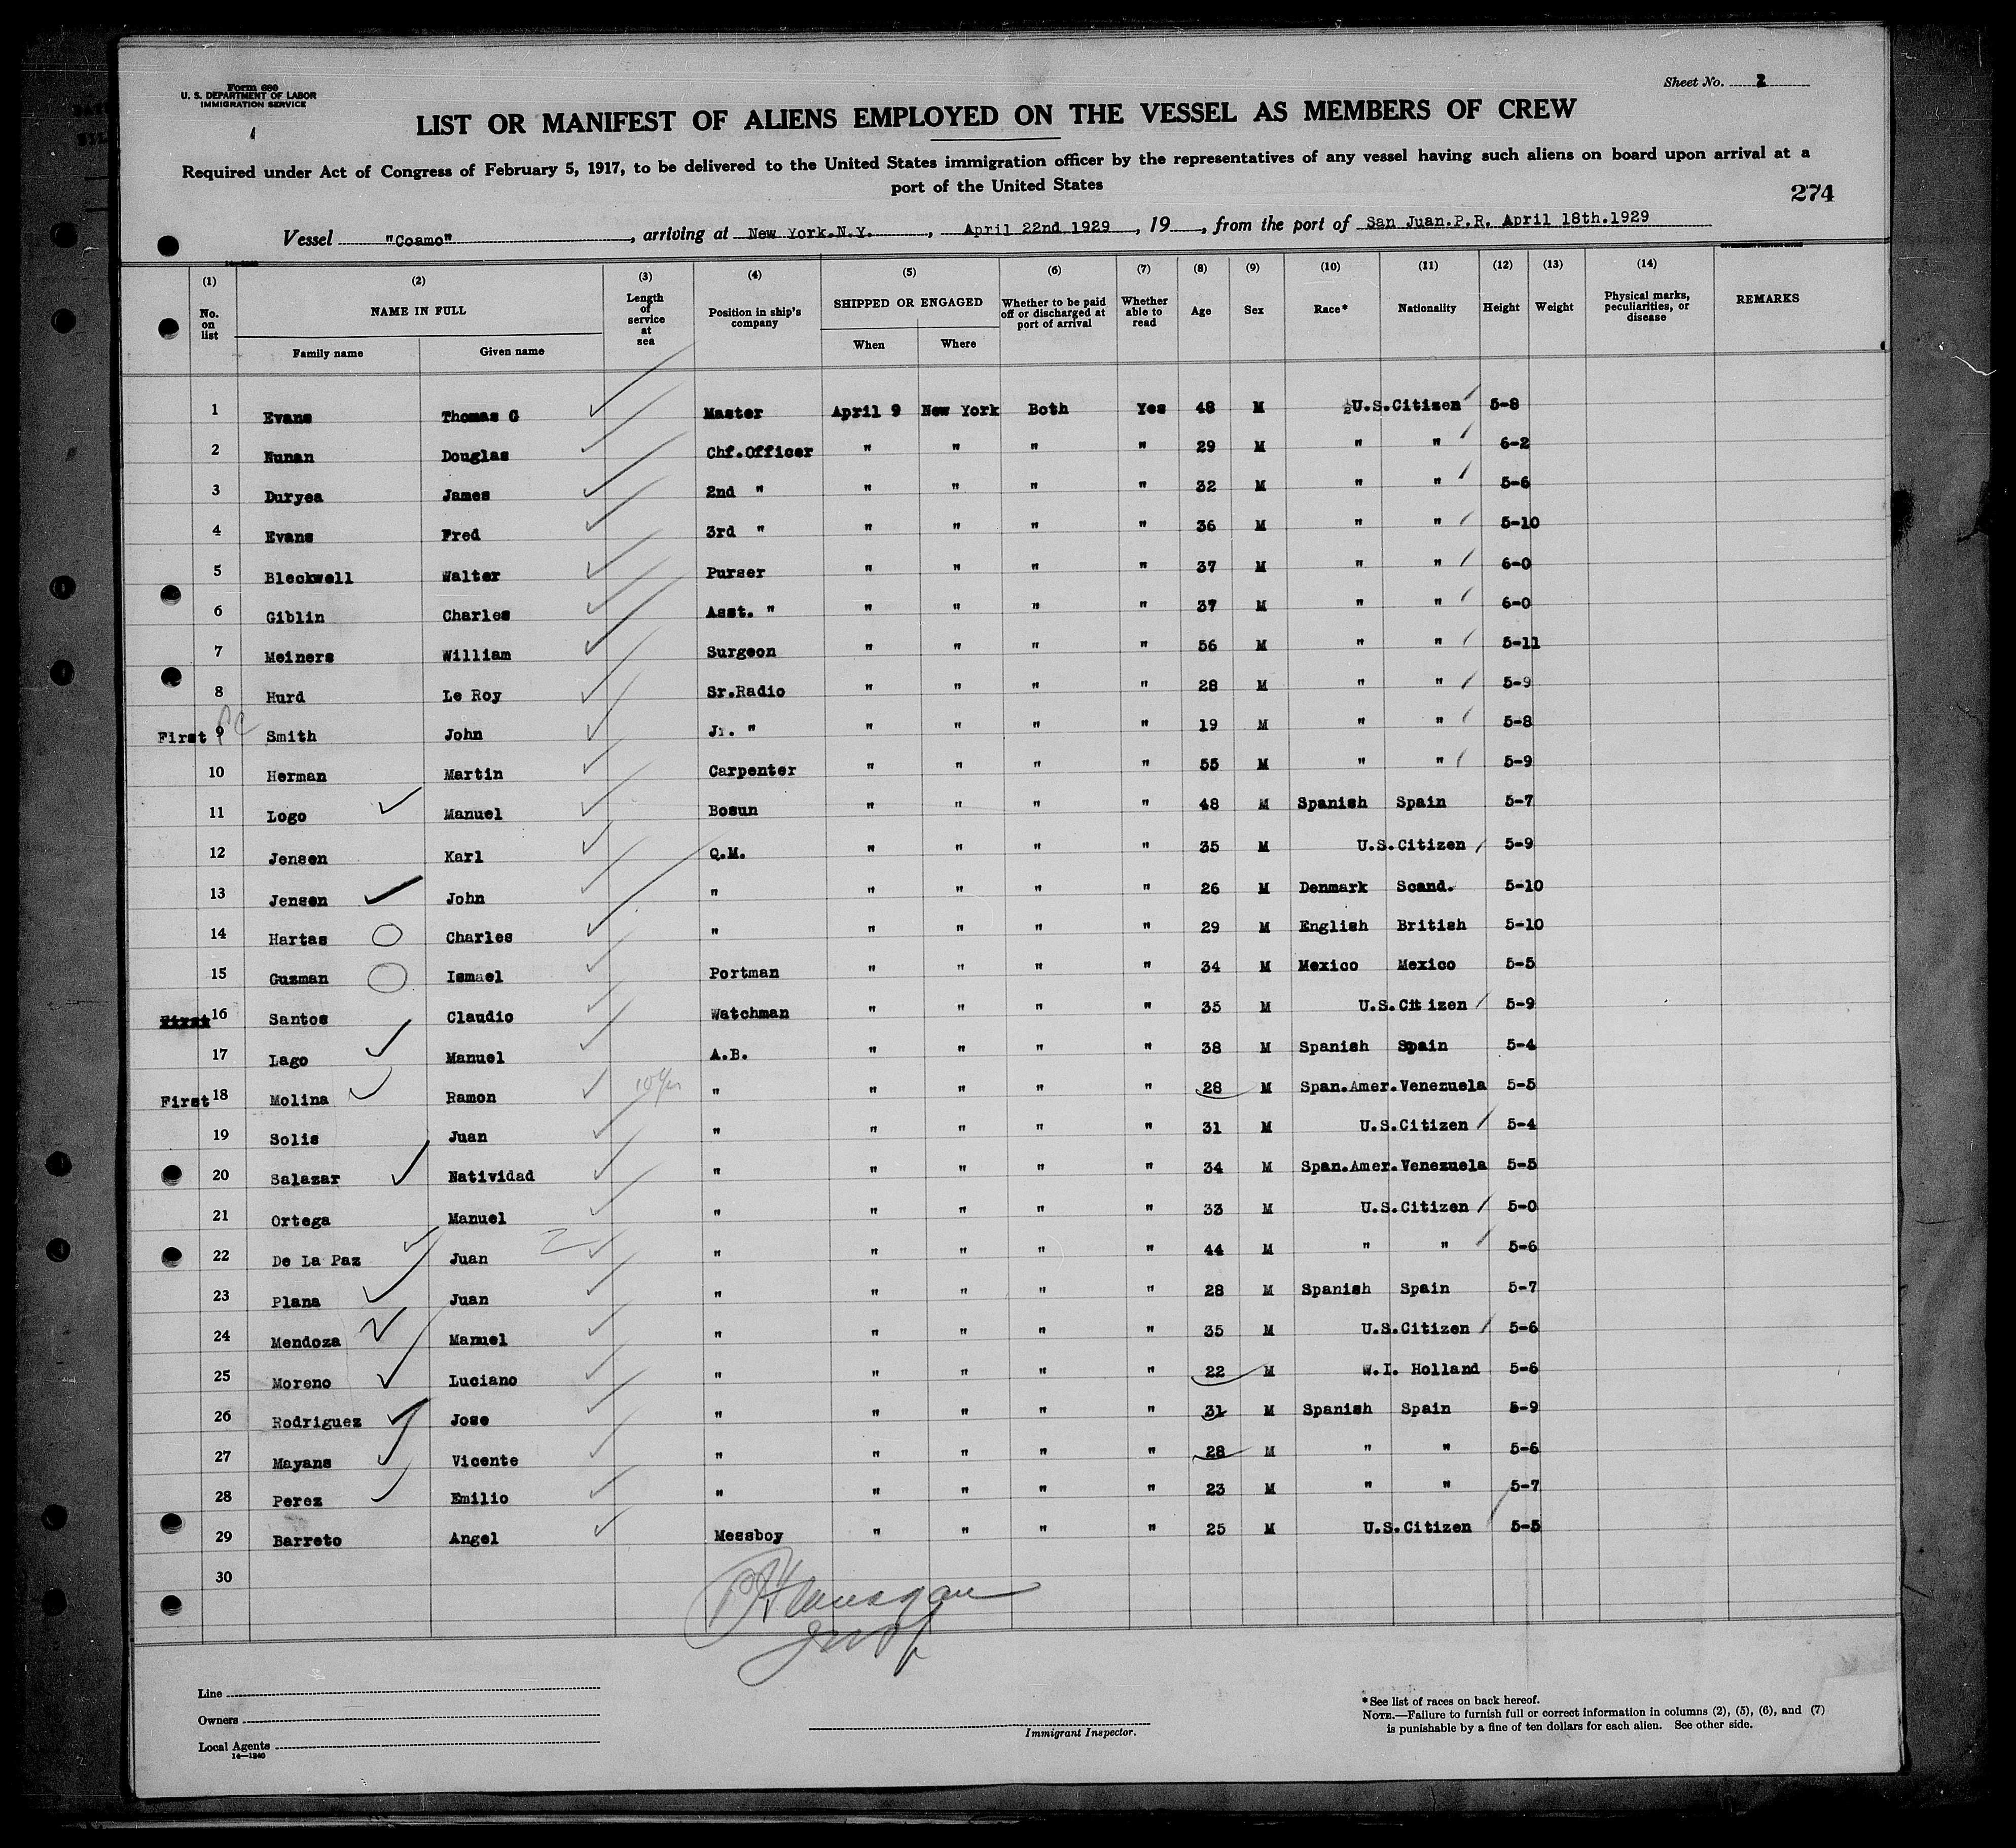 Form 680
U. S. DEPARTMENT OF LABOR
IMMIGRATION SERVICE
Sheet No. 2
LIST OR MANIFEST OF ALIENS EMPLOYED ON THE VESSEL AS MEMBERS OF CREW
Required under Act of Congress of February 5, 1917, to be delivered to the United States immigration officer by the representatives of any vessel having such aliens on board upon arrival at a
port of the United States
274
Vessel "Coamo", arriving at New York.N.Y., April 22nd 1929, 19, from the port of San Juan.P.R. April 18th.1929
(1) (2) (3) (4) (5) (6) (7) (8) (9) (10) (11) (12) (13) (14)
No. on list NAME IN FULL Length of service at sea Position in ship's company SHIPPED OR ENGAGED Whether to be paid off or discharged at port of arrival Whether able to read Age Sex Race* Nationality Height Weight Physical marks, peculiarities, or disease REMARKS
Family name Given name When Where
1 Evans Thomas G Master April 9 New York Both Yes 48 M U.S.Citizen 5-8
2 Nunan Douglas Chf.Officer " " " " 29 M " " 6-2
3 Duryea James 2nd " " " " " 32 M " " 5-6
4 Evans Fred 3rd " " " " " 36 M " " 5-10
5 Bleckwell Walter Purser " " " " 37 M " " 6-0
6 Giblin Charles Asst. " " " " " 37 M " " 6-0
7 Meiners William Surgeon " " " " 56 M " " 5-11
8 Hurd Le Roy Sr.Radio " " " " 28 M " " 5-9
First 9 Smith John Jr. " " " " " 19 M " " 5-8
10 Herman Martin Carpenter " " " " 55 M " " 5-9
11 Logo Manuel Bosun " " " " 48 M Spanish Spain 5-7
12 Jensen Karl Q.M. " " " " 35 M U.S.Citizen 5-9
13 Jensen John " " " " " 26 M Denmark Scand. 5-10
14 Hartas Charles " " " " " 29 M English British 5-10
15 Guzman Ismael Portman " " " " 34 M Mexico Mexico 5-5
First 16 Santos Claudio Watchman " " " " 35 M U.S.Citizen 5-9
17 Lago Manuel A.B. " " " " 38 M Spanish Spain 5-4
First 18 Molina Ramon 10 yrs " " " " " 28 M Span.Amer.Venezuela 5-5
19 Solis Juan " " " " " 31 M U.S.Citizen 5-4
20 Salazar Natividad " " " " " 34 M Span.Amer.Venezuela 5-5
21 Ortega Manuel " " " " " 33 M U.S.Citizen 5-0
22 De La Paz Juan " " " " " 44 M " " 5-6
23 Plana Juan " " " " " 28 M Spanish Spain 5-7
24 Mendoza Manuel " " " " " 35 M U.S.Citizen 5-6
25 Moreno Luciano " " " " " 22 M W.I. Holland 5-6
26 Rodriguez Jose " " " " " 31 M Spanish Spain 5-9
27 Mayans Vicente " " " " " 28 M " " 5-6
28 Perez Emilio " " " " " 23 M " " 5-7
29 Barreto Angel Messboy " " " " 25 M U.S.Citizen 5-5
30
Line
Owners
Local Agents
14—1240
Immigrant Inspector.
*See list of races on back hereof.
NOTE.—Failure to furnish full or correct information in columns (2), (5), (6), and (7)
is punishable by a fine of ten dollars for each alien. See other side.